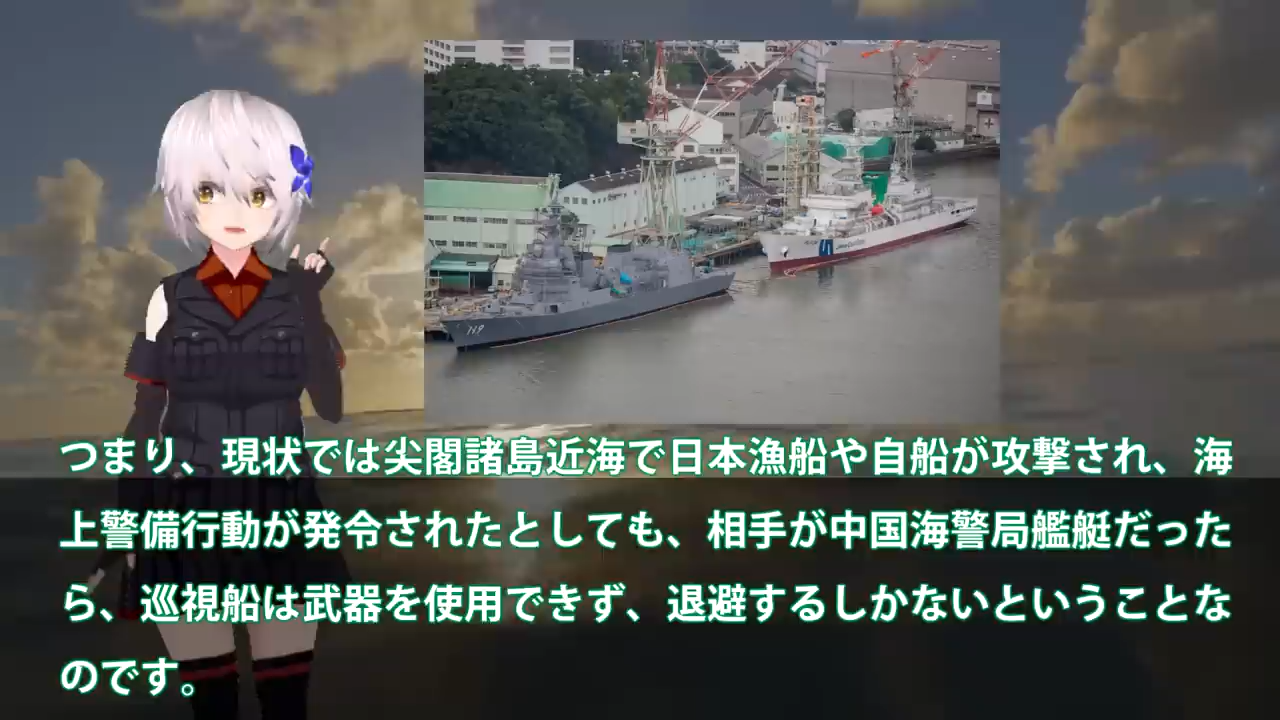 119
つまり、現状では尖閣諸島近海で日本漁船や自船が攻撃され、海
上警備行動が発令されたとしても、相手が中国海警局艦艇だった
ら、巡視船は武器を使用できず、退避するしかないということな
のです。